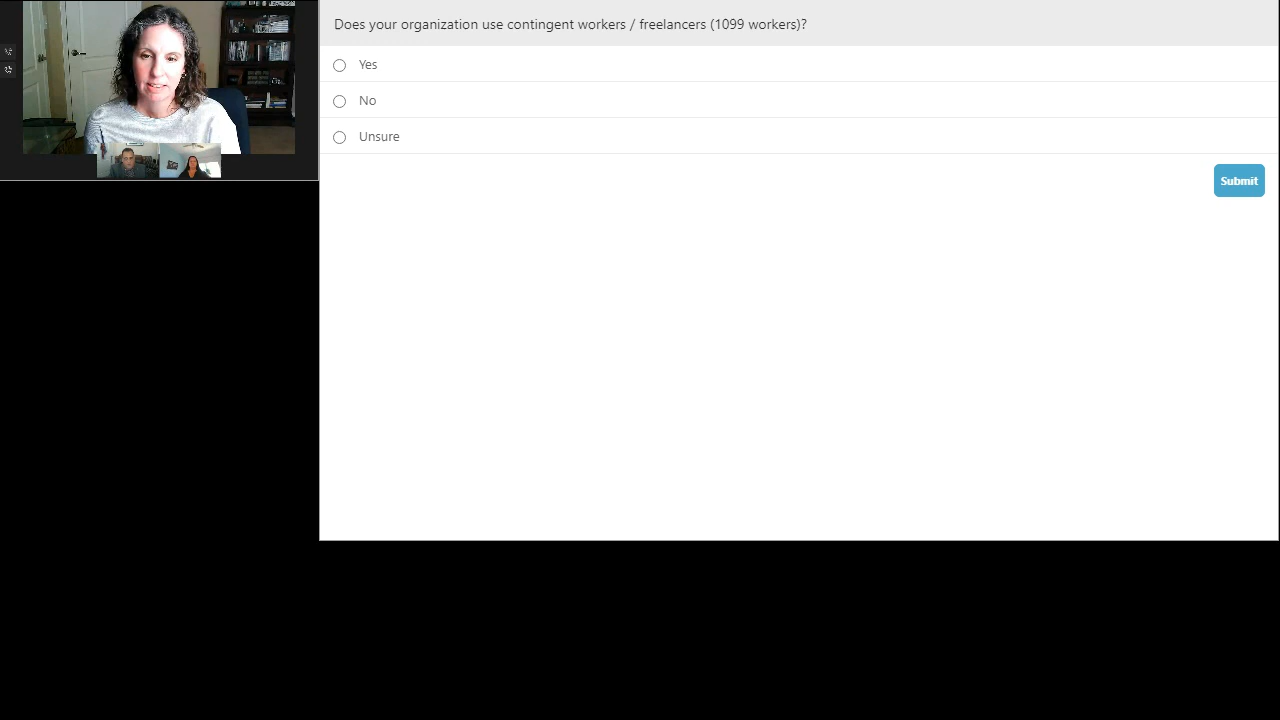 Does your organization use contingent workers / freelancers (1099 workers)?
Yes
No
Unsure
Submit